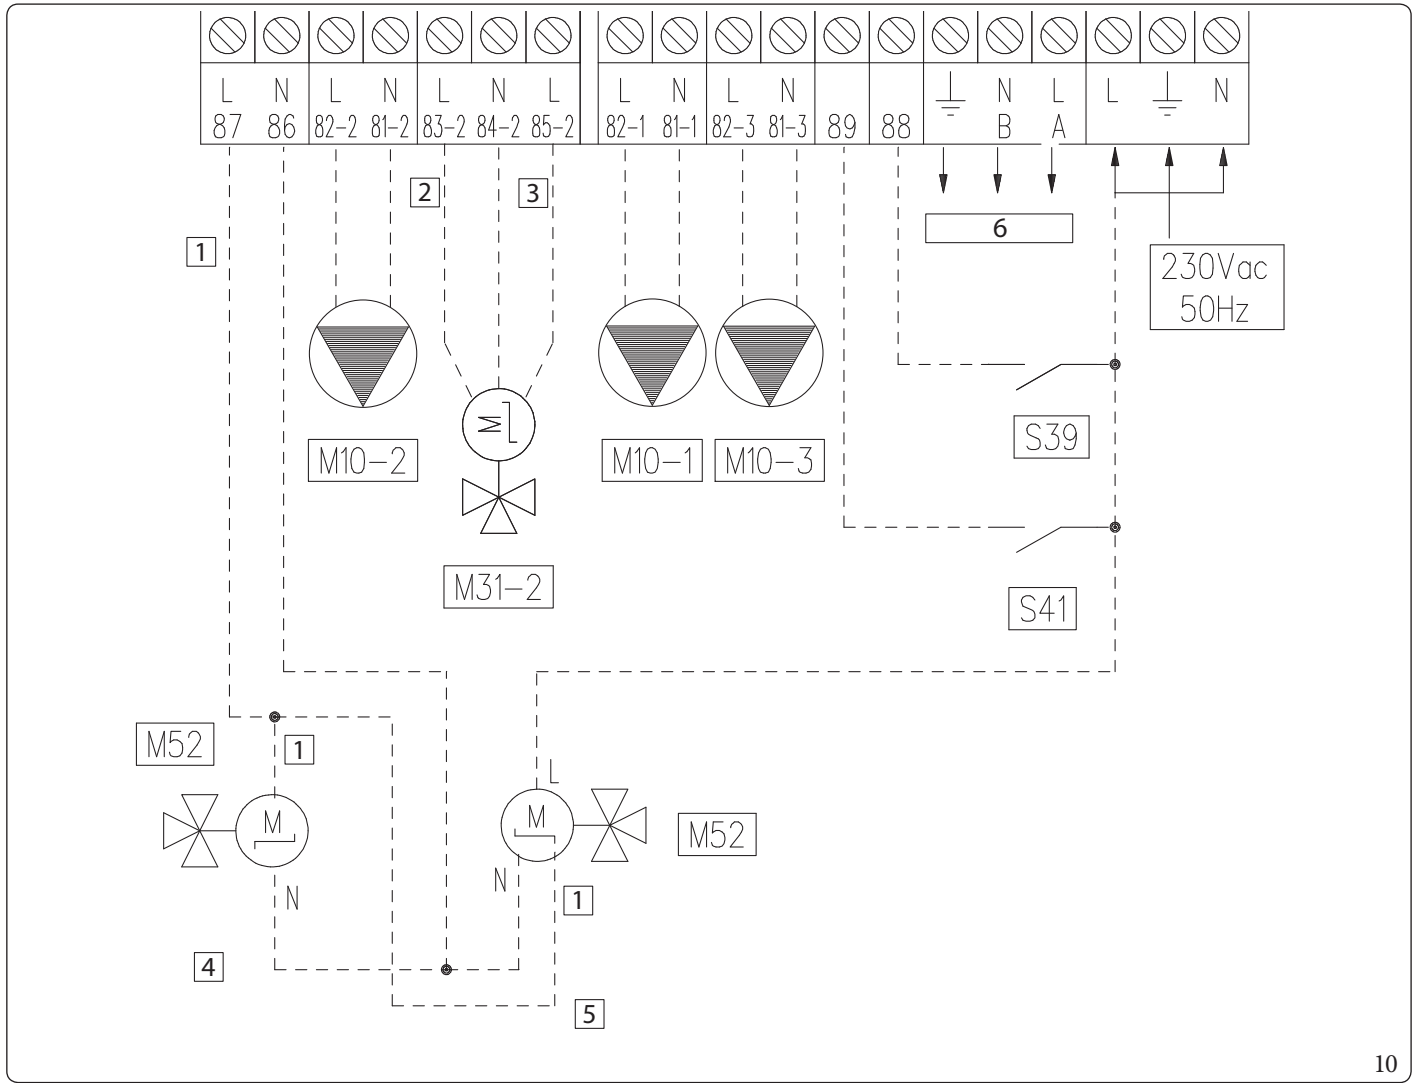 L N L N L N L L N L N N L L N
87 86 82-2 81-2 83-2 84-2 85-2 82-1 81-1 82-3 81-3 89 88 B A
2 3
1
6
230Vac
50Hz
S39
M10-2
M10-1
M10-3
M
M31-2
S41
M52
1
L
M
M
M52
N
N
1
4
5
10